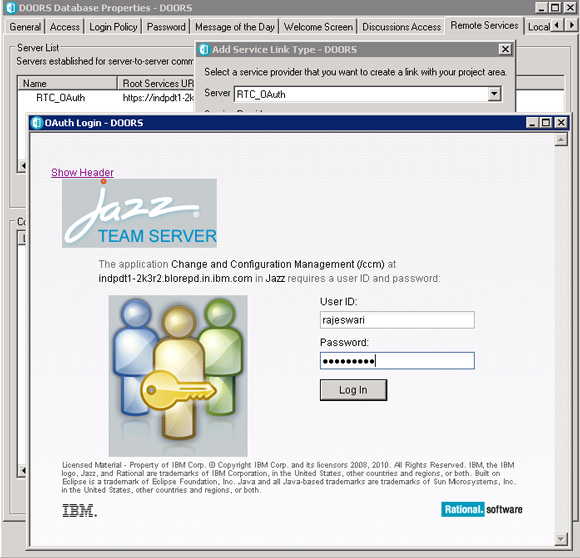 DOORS Database Properties - DOORS
General Access Login Policy Password Message of the Day Welcome Screen Discussions Access Remote Services Local
Server List
Servers established for server-to-server comm
Name Root Services UR
RTC_OAuth https://indpdt1-2k
Add Service Link Type - DOORS
Select a service provider that you want to create a link with your project area.
Server RTC_OAuth
OAuth Login - DOORS
Show Header
jazz
TEAM SERVER
The application Change and Configuration Management (/ccm) at
indpdt1-2k3r2.blorepd.in.ibm.com in Jazz requires a user ID and password:
User ID:
rajeswari
Password:
●●●●●●●●●
Log In
Licensed Material - Property of IBM Corp. © Copyright IBM Corp. and its licensors 2008, 2010. All Rights Reserved. IBM, the IBM
logo, Jazz, and Rational are trademarks of IBM Corporation, in the United States, other countries and regions, or both. Built on
Eclipse is a trademark of Eclipse Foundation, Inc. Java and all Java-based trademarks are trademarks of Sun Microsystems, Inc.
in the United States, other countries and regions, or both.
IBM.
Rational. software